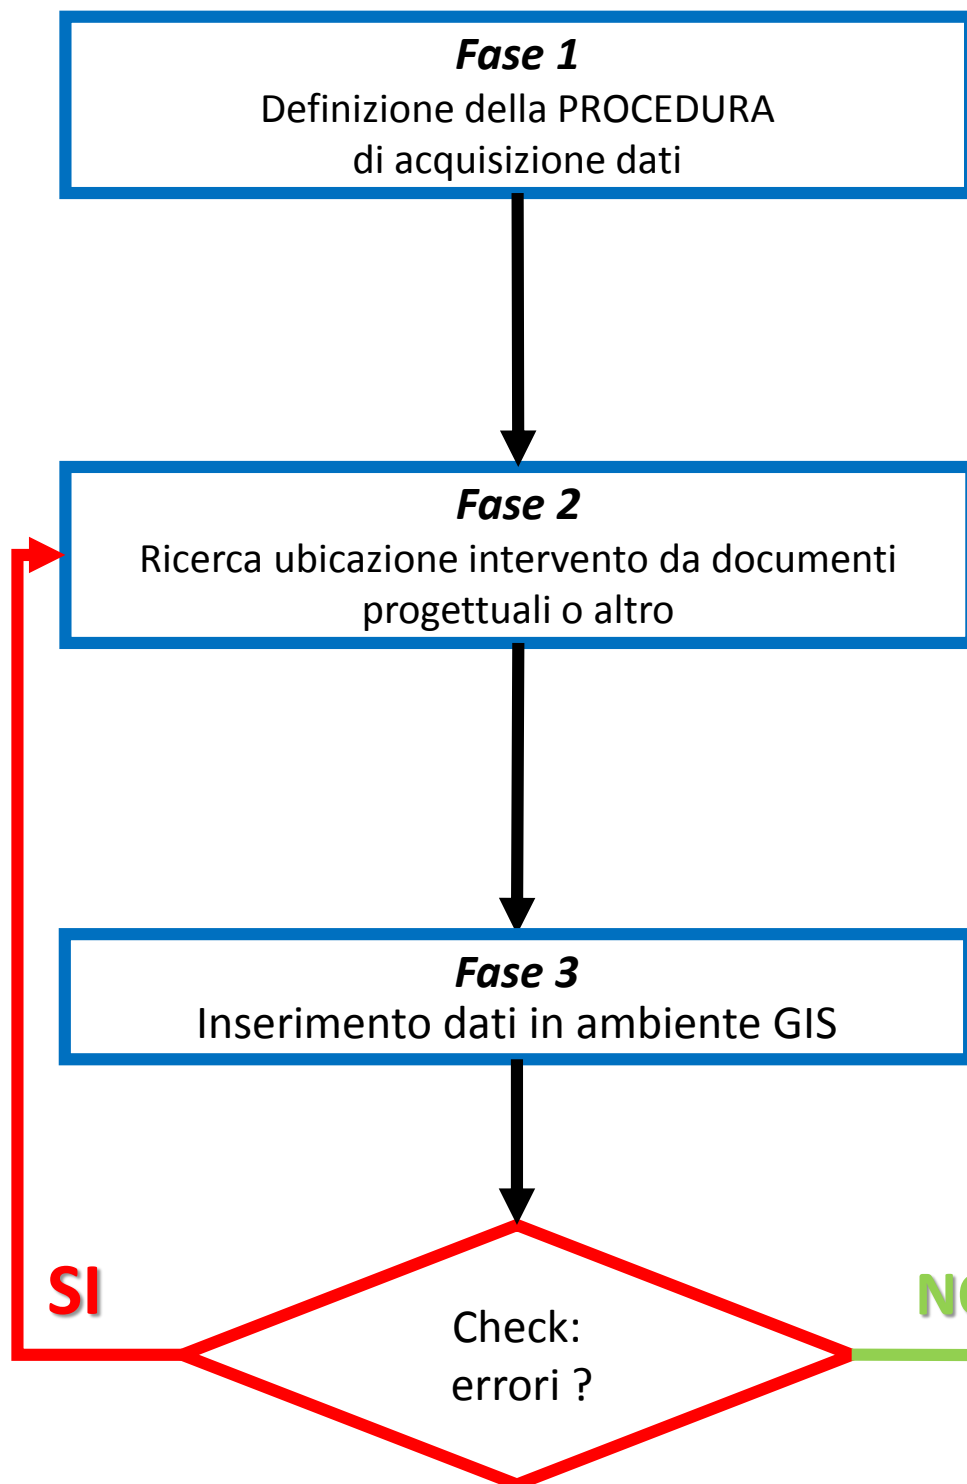 Fase 1
Definizione della PROCEDURA
di acquisizione dati
Fase 2
Ricerca ubicazione intervento da documenti
progettuali o altro
Fase 3
Inserimento dati in ambiente GIS
SI
NO
Check:
errori ?